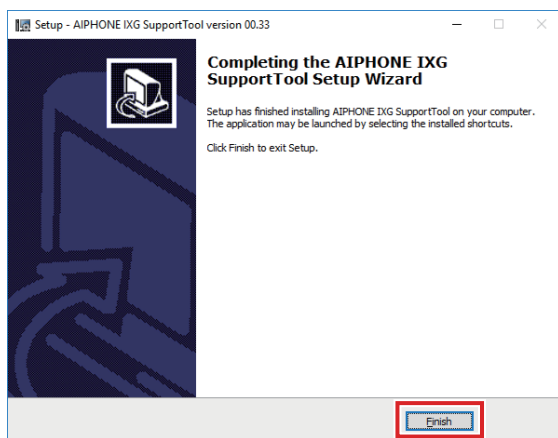 Setup - AIPHONE IXG SupportTool version 00.33
Completing the AIPHONE IXG
SupportTool Setup Wizard
Setup has finished installing AIPHONE IXG SupportTool on your computer.
The application may be launched by selecting the installed shortcuts.
Click Finish to exit Setup.
Finish